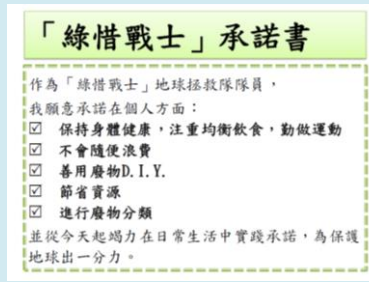 「綠惜戰士」承諾書
作為「綠惜戰士」地球拯救隊隊員，
我願意承諾在個人方面：
☑ 保持身體健康，注重均衡飲食，勤做運動
☑ 不會隨便浪費
☑ 善用廢物D.I.Y.
☑ 節省資源
☑ 進行廢物分類
並從今天起竭力在日常生活中實踐承諾，為保護
地球出一分力。